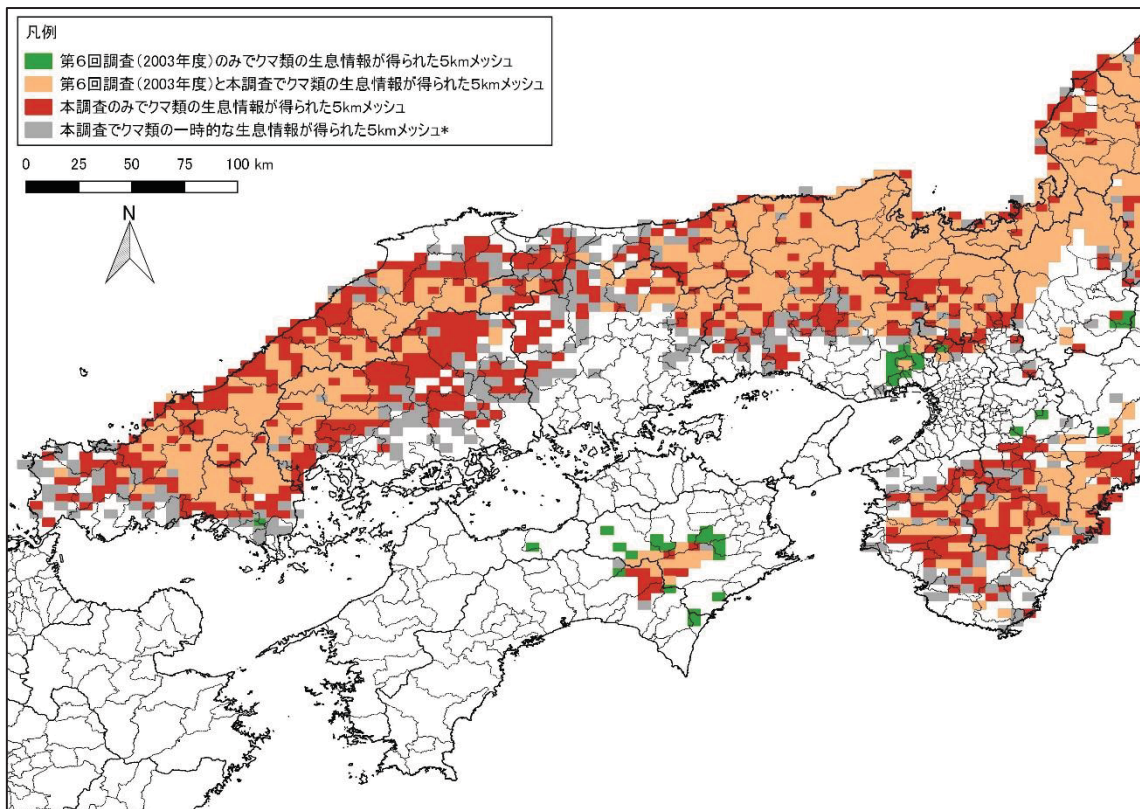 凡例
第6回調査(2003年度)のみでクマ類の生息情報が得られた5kmメッシュ
第6回調査(2003年度)と本調査でクマ類の生息情報が得られた5kmメッシュ
本調査のみでクマ類の生息情報が得られた5kmメッシュ
本調査でクマ類の一時的な生息情報が得られた5kmメッシュ*
0 25 50 75 100 km
N